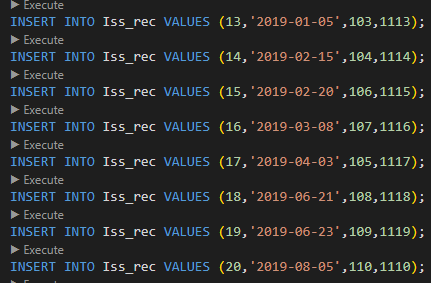 ▶ Execute
INSERT INTO Iss_rec VALUES (13,'2019-01-05',103,1113);
▶ Execute
INSERT INTO Iss_rec VALUES (14,'2019-02-15',104,1114);
▶ Execute
INSERT INTO Iss_rec VALUES (15,'2019-02-20',106,1115);
▶ Execute
INSERT INTO Iss_rec VALUES (16,'2019-03-08',107,1116);
▶ Execute
INSERT INTO Iss_rec VALUES (17,'2019-04-03',105,1117);
▶ Execute
INSERT INTO Iss_rec VALUES (18,'2019-06-21',108,1118);
▶ Execute
INSERT INTO Iss_rec VALUES (19,'2019-06-23',109,1119);
▶ Execute
INSERT INTO Iss_rec VALUES (20,'2019-08-05',110,1110);